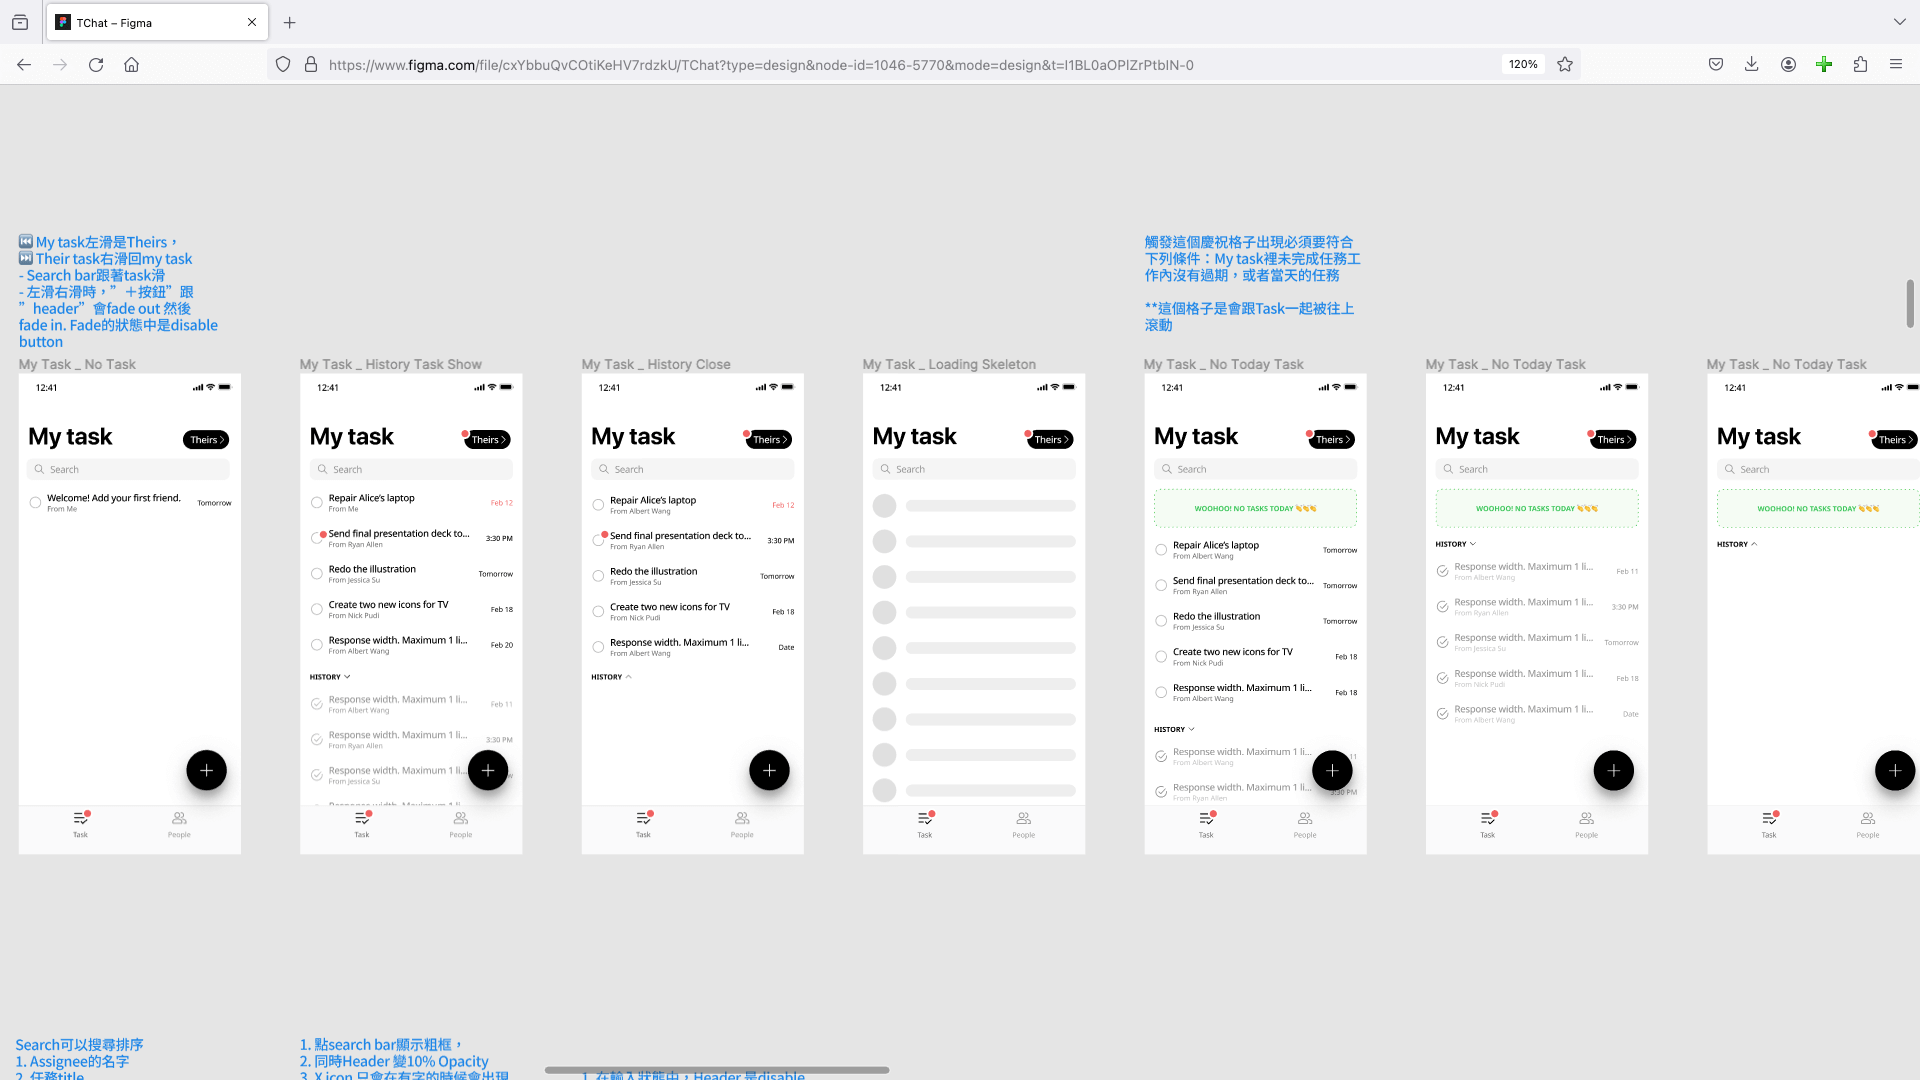 TChat – Figma
https://www.figma.com/file/cxYbbuQvCOtiKeHV7rdzkU/TChat?type=design&node-id=1046-5770&mode=design&t=I1BL0aOPIZrPtbIN-0
120%
⏮️ My task左滑是Theirs，
⏭️ Their task右滑回my task
- Search bar跟著task滑
- 左滑右滑時，”＋按鈕”跟
”header”會fade out 然後
fade in. Fade的狀態中是disable
button
觸發這個慶祝格子出現必須要符合
下列條件：My task裡未完成任務工
作內沒有過期，或者當天的任務
**這個格子是會跟Task一起被往上
滾動
My Task _ No Task
12:41
My task
Theirs
Search
Welcome! Add your first friend.
From Me
Tomorrow
Task
People
My Task _ History Task Show
12:41
My task
Theirs
Search
Repair Alice’s laptop
From Me
Feb 12
Send final presentation deck to...
From Ryan Allen
3:30 PM
Redo the illustration
From Jessica Su
Tomorrow
Create two new icons for TV
From Nick Pudi
Feb 18
Response width. Maximum 1 li...
From Albert Wang
Feb 20
HISTORY
Response width. Maximum 1 li...
From Albert Wang
Feb 11
Response width. Maximum 1 li...
From Ryan Allen
3:30 PM
Response width. Maximum 1 li...
From Jessica Su
Response width. Maximum 1 li...
Task
People
My Task _ History Close
12:41
My task
Theirs
Search
Repair Alice’s laptop
From Albert Wang
Feb 12
Send final presentation deck to...
From Ryan Allen
3:30 PM
Redo the illustration
From Jessica Su
Tomorrow
Create two new icons for TV
From Nick Pudi
Feb 18
Response width. Maximum 1 li...
From Albert Wang
Date
HISTORY
Task
People
My Task _ Loading Skeleton
12:41
My task
Theirs
Search
Task
People
My Task _ No Today Task
12:41
My task
Theirs
Search
WOOHOO! NO TASKS TODAY 👏👏👏
Repair Alice’s laptop
From Albert Wang
Tomorrow
Send final presentation deck to...
From Ryan Allen
Tomorrow
Redo the illustration
From Jessica Su
Tomorrow
Create two new icons for TV
From Nick Pudi
Feb 18
Response width. Maximum 1 li...
From Albert Wang
Feb 18
HISTORY
Response width. Maximum 1 li...
From Albert Wang
11
Response width. Maximum 1 li...
From Ryan Allen
3:30 PM
Task
People
My Task _ No Today Task
12:41
My task
Theirs
Search
WOOHOO! NO TASKS TODAY 👏👏👏
HISTORY
Response width. Maximum 1 li...
From Albert Wang
Feb 11
Response width. Maximum 1 li...
From Ryan Allen
3:30 PM
Response width. Maximum 1 li...
From Jessica Su
Tomorrow
Response width. Maximum 1 li...
From Nick Pudi
Feb 18
Response width. Maximum 1 li...
From Albert Wang
Date
Task
People
My Task _ No Today Task
12:41
My task
Theirs
Search
WOOHOO! NO TASKS TODAY 👏👏👏
HISTORY
Task
People
Search可以搜尋排序
1. Assignee的名字
2. 任務title
1. 點search bar顯示粗框，
2. 同時Header 變10% Opacity
3. X icon 只會在有字的時候會出現
1. 在輸入狀態中，Header 是disable